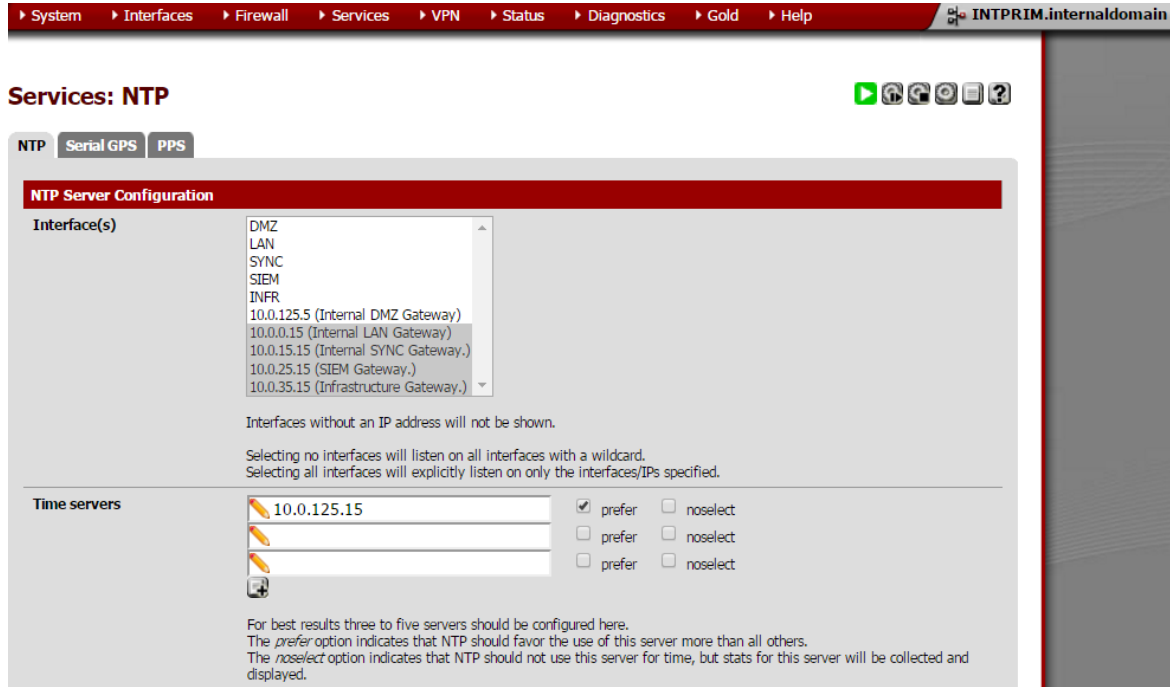 System Interfaces Firewall Services VPN Status Diagnostics Gold Help INTPRIM.internaldomain
Services: NTP
NTP Serial GPS PPS
NTP Server Configuration
Interface(s)
DMZ
LAN
SYNC
SIEM
INFR
10.0.125.5 (Internal DMZ Gateway)
10.0.0.15 (Internal LAN Gateway)
10.0.15.15 (Internal SYNC Gateway.)
10.0.25.15 (SIEM Gateway.)
10.0.35.15 (Infrastructure Gateway.)
Interfaces without an IP address will not be shown.
Selecting no interfaces will listen on all interfaces with a wildcard.
Selecting all interfaces will explicitly listen on only the interfaces/IPs specified.
Time servers
10.0.125.15 prefer noselect
prefer noselect
prefer noselect
For best results three to five servers should be configured here.
The prefer option indicates that NTP should favor the use of this server more than all others.
The noselect option indicates that NTP should not use this server for time, but stats for this server will be collected and
displayed.